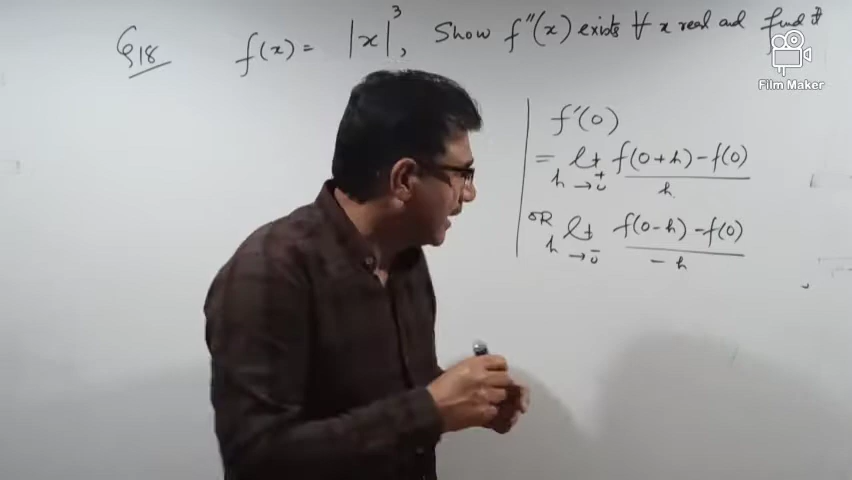 Q18 f(x) = |x|³, Show f''(x) exists ∀ x real and find it
Film Maker
f'(0)
= lt h→0⁺ f(0+h)-f(0) / h
OR lt h→0⁻ f(0-h)-f(0) / -h